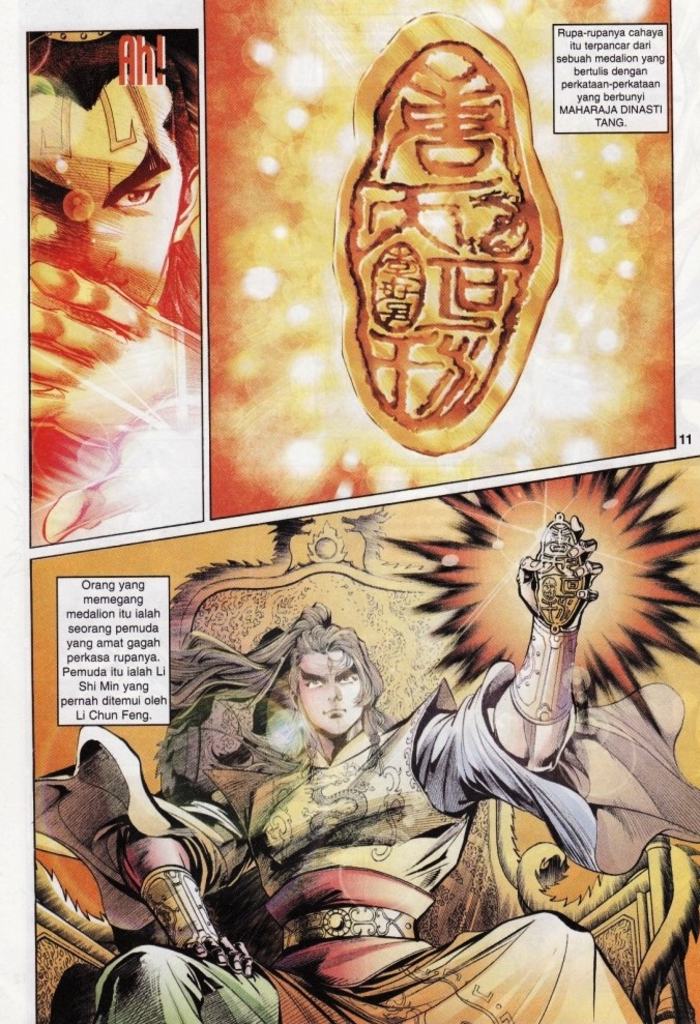 Ah!
Rupa-rupanya cahaya
itu terpancar dari
sebuah medalion yang
bertulis dengan
perkataan-perkataan
yang berbunyi
MAHARAJA DINASTI
TANG.
11
Orang yang
memegang
medalion itu ialah
seorang pemuda
yang amat gagah
perkasa rupanya.
Pemuda itu ialah Li
Shi Min yang
pernah ditemui oleh
Li Chun Feng.